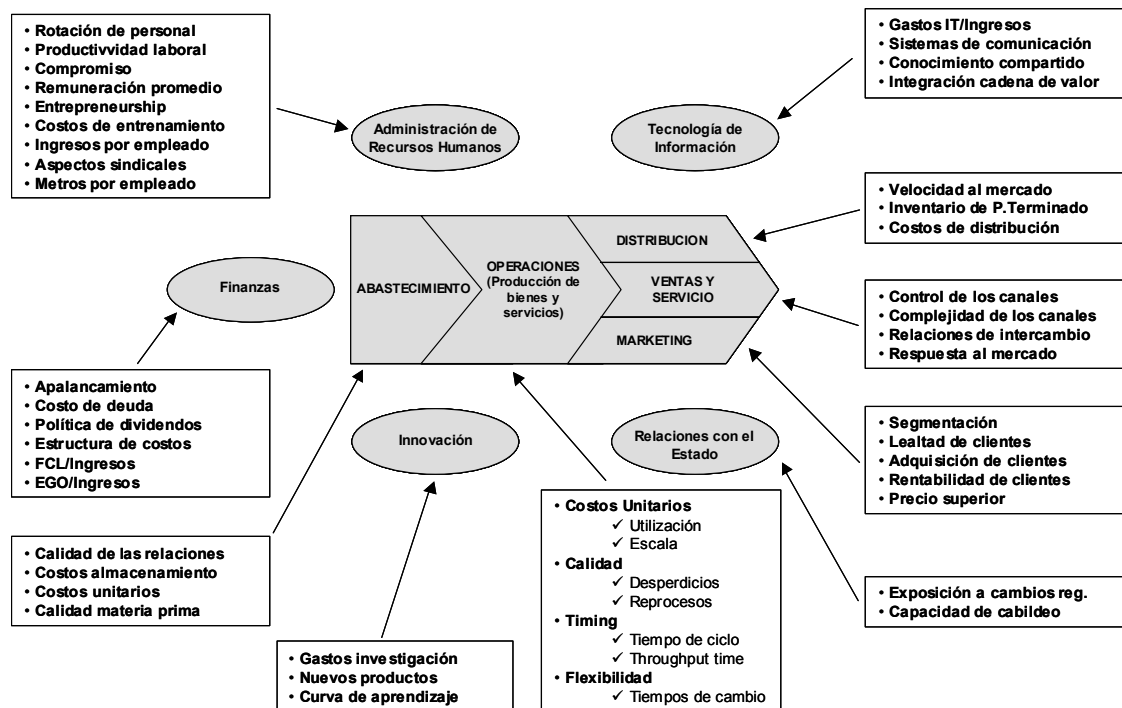 • Rotación de personal
• Productivvidad laboral
• Compromiso
• Remuneración promedio
• Entrepreneurship
• Costos de entrenamiento
• Ingresos por empleado
• Aspectos sindicales
• Metros por empleado
• Gastos IT/Ingresos
• Sistemas de comunicación
• Conocimiento compartido
• Integración cadena de valor
Administración de
Recursos Humanos
Tecnología de
Información
• Velocidad al mercado
• Inventario de P.Terminado
• Costos de distribución
Finanzas
ABASTECIMIENTO
OPERACIONES
(Producción de
bienes y
servicios)
DISTRIBUCION
VENTAS Y
SERVICIO
MARKETING
• Control de los canales
• Complejidad de los canales
• Relaciones de intercambio
• Respuesta al mercado
• Apalancamiento
• Costo de deuda
• Política de dividendos
• Estructura de costos
• FCL/Ingresos
• EGO/Ingresos
Innovación
Relaciones con el
Estado
• Segmentación
• Lealtad de clientes
• Adquisición de clientes
• Rentabilidad de clientes
• Precio superior
• Calidad de las relaciones
• Costos almacenamiento
• Costos unitarios
• Calidad materia prima
• Costos Unitarios
✓ Utilización
✓ Escala
• Calidad
✓ Desperdicios
✓ Reprocesos
• Timing
✓ Tiempo de ciclo
✓ Throughput time
• Flexibilidad
✓ Tiempos de cambio
• Exposición a cambios reg.
• Capacidad de cabildeo
• Gastos investigación
• Nuevos productos
• Curva de aprendizaje